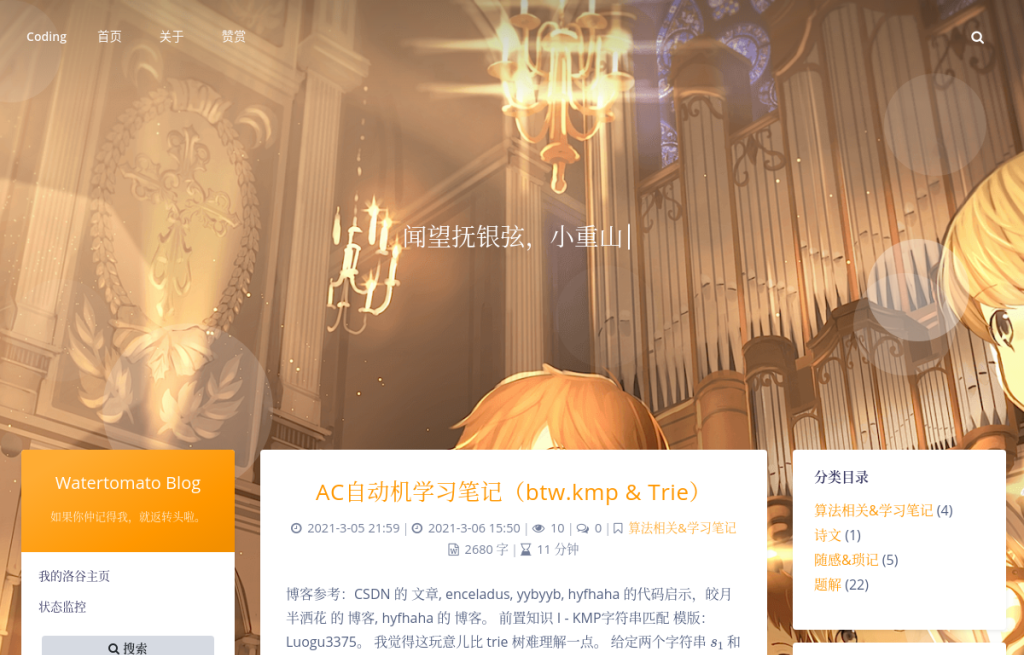 Coding 首页 关于 赞赏
闻望抚银弦，小重山|
Watertomato Blog
如果你仲记得我，就返转头啦。
我的洛谷主页
状态监控
搜索
AC自动机学习笔记（btw.kmp & Trie）
2021-3-05 21:59 | 2021-3-06 15:50 | 10 | 0 | 算法相关&学习笔记
2680 字 | 11 分钟
博客参考：CSDN 的 文章, enceladus, yybyyb, hyfhaha 的代码启示，皎月
半洒花 的 博客, hyfhaha 的 博客。 前置知识 I - KMP字符串匹配 模版：
Luogu3375。 我觉得这玩意儿比 trie 树难理解一点。 给定两个字符串 s₁ 和
分类目录
算法相关&学习笔记 (4)
诗文 (1)
随感&琐记 (5)
题解 (22)